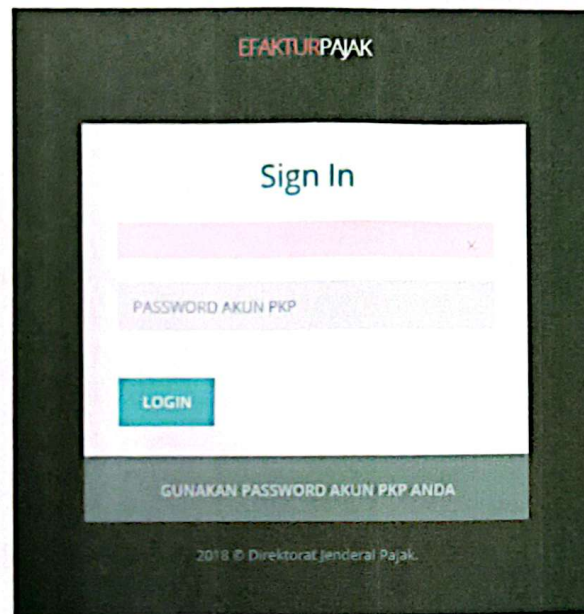 EFAKTURPAJAK
Sign In
×
PASSWORD AKUN PKP
LOGIN
GUNAKAN PASSWORD AKUN PKP ANDA
2018 © Direktorat Jenderal Pajak.